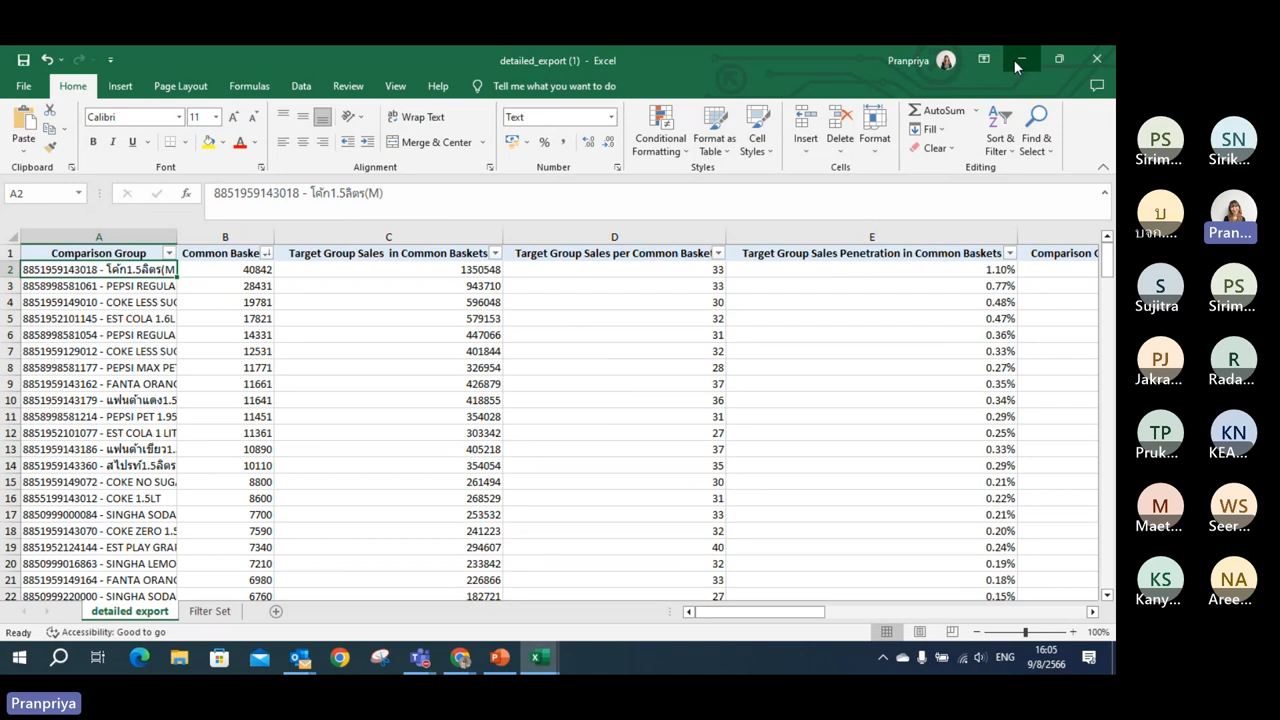 detailed_export (1) - Excel
Pranpriya
File Home Insert Page Layout Formulas Data Review View Help Tell me what you want to do
Calibri 11 Wrap Text Text AutoSum
Paste B I U Merge & Center Conditional Formatting Format as Table Cell Styles Insert Delete Format Fill Clear Sort & Filter Find & Select
Clipboard Font Alignment Number Styles Cells Editing
A2 fx 8851959143018 - โค้ก1.5ลิตร(M)
A B C D E
1 Comparison Group Common Baske Target Group Sales in Common Baskets Target Group Sales per Common Basket Target Group Sales Penetration in Common Baskets Comparison G
2 8851959143018 - โค้ก1.5ลิตร(M 40842 1350548 33 1.10%
3 8858998581061 - PEPSI REGULA 28431 943710 33 0.77%
4 8851959149010 - COKE LESS SUC 19781 596048 30 0.48%
5 8851952101145 - EST COLA 1.6L 17821 579153 32 0.47%
6 8858998581054 - PEPSI REGULA 14331 447066 31 0.36%
7 8851959129012 - COKE LESS SUC 12531 401844 32 0.33%
8 8858998581177 - PEPSI MAX PE 11771 326954 28 0.27%
9 8851959143162 - FANTA ORANG 11661 426879 37 0.35%
10 8851959143179 - แฟนต้าแดง1.5 11641 418855 36 0.34%
11 8858998581214 - PEPSI PET 1.95 11451 354028 31 0.29%
12 8851952101077 - EST COLA 1 LIT 11361 303342 27 0.25%
13 8851959143186 - แฟนต้าเขียว1. 10890 405218 37 0.33%
14 8851959143360 - สไปรท์1.5ลิตร 10110 354054 35 0.29%
15 8851959149072 - COKE NO SUG 8800 261494 30 0.21%
16 8855199143012 - COKE 1.5LT 8600 268529 31 0.22%
17 8850999000084 - SINGHA SODA 7700 253532 33 0.21%
18 8851959143070 - COKE ZERO 1.5 7590 241223 32 0.20%
19 8851952124144 - EST PLAY GRA 7340 294607 40 0.24%
20 8850999016863 - SINGHA LEMO 7210 233842 32 0.19%
21 8851959149164 - FANTA ORANG 6980 226866 33 0.18%
22 8850999220000 - SINGHA SODA 6760 182721 27 0.15%
detailed export Filter Set
Ready Accessibility: Good to go 100%
ENG 16:05
9/8/2566
Pranpriya
PS SN
Sirim... Sirik...
บ
บจก.... Pran...
S PS
Sujitra Sirim...
PJ R
Jakra... Rada...
TP KN
Pruk... KEA...
M WS
Maet... Seer...
KS NA
Kany... Aree...